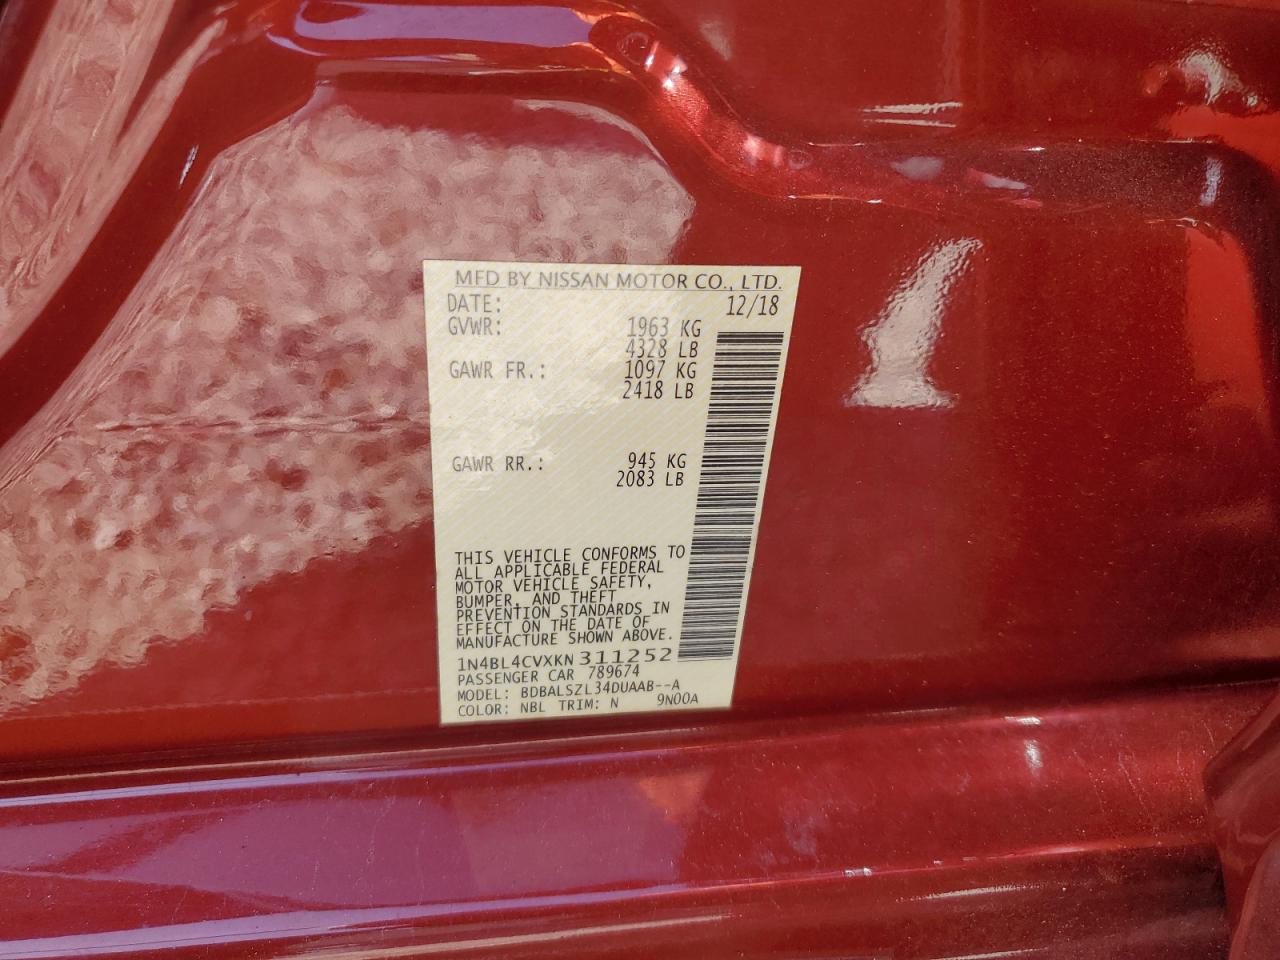 MFD BY NISSAN MOTOR CO., LTD.
DATE: 12/18
GVWR: 1963 KG
4328 LB
GAWR FR.: 1097 KG
2418 LB
GAWR RR.: 945 KG
2083 LB
THIS VEHICLE CONFORMS TO
ALL APPLICABLE FEDERAL
MOTOR VEHICLE SAFETY,
BUMPER, AND THEFT
PREVENTION STANDARDS IN
EFFECT ON THE DATE OF
MANUFACTURE SHOWN ABOVE.
1N4BL4CVXKN311252
PASSENGER CAR 789674
MODEL: BDBALSZL34DUAAB--A
COLOR: NBL TRIM: N 9N00A